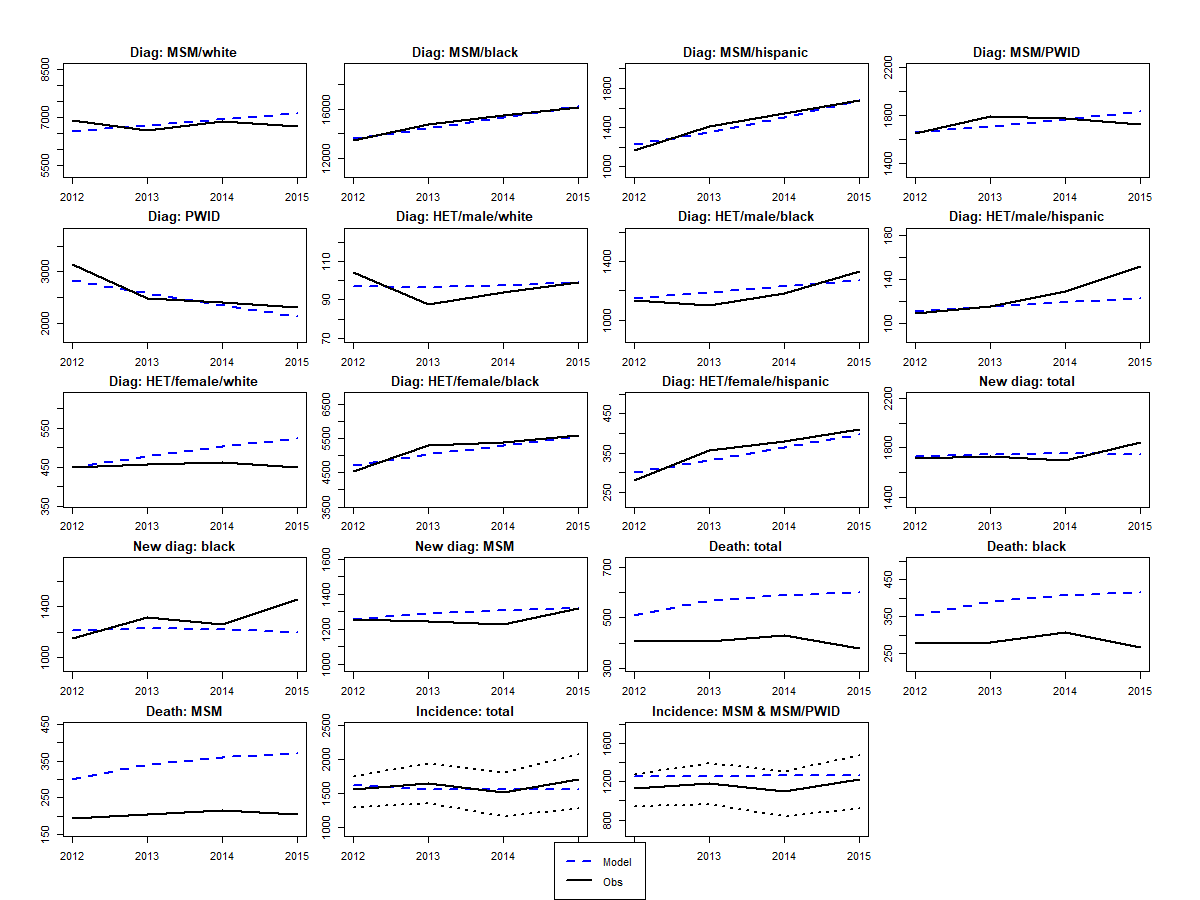 Diag: MSM/white
Diag: MSM/black
Diag: MSM/hispanic
Diag: MSM/PWID
5500 7000 8500
12000 16000
1000 1400 1800
1400 1800 2200
2012 2013 2014 2015
2012 2013 2014 2015
2012 2013 2014 2015
2012 2013 2014 2015
Diag: PWID
Diag: HET/male/white
Diag: HET/male/black
Diag: HET/male/hispanic
2000 3000
70 90 110
1000 1400
100 140 180
2012 2013 2014 2015
2012 2013 2014 2015
2012 2013 2014 2015
2012 2013 2014 2015
Diag: HET/female/white
Diag: HET/female/black
Diag: HET/female/hispanic
New diag: total
350 450 550
3500 4500 5500 6500
250 350 450
1400 1800 2200
2012 2013 2014 2015
2012 2013 2014 2015
2012 2013 2014 2015
2012 2013 2014 2015
New diag: black
New diag: MSM
Death: total
Death: black
1000 1400
1000 1200 1400 1600
300 500 700
250 350 450
2012 2013 2014 2015
2012 2013 2014 2015
2012 2013 2014 2015
2012 2013 2014 2015
Death: MSM
Incidence: total
Incidence: MSM & MSM/PWID
150 250 350 450
1000 1500 2000 2500
800 1200 1600
2012 2013 2014 2015
2012 2013 2014
2013 2014 2015
Model
Obs